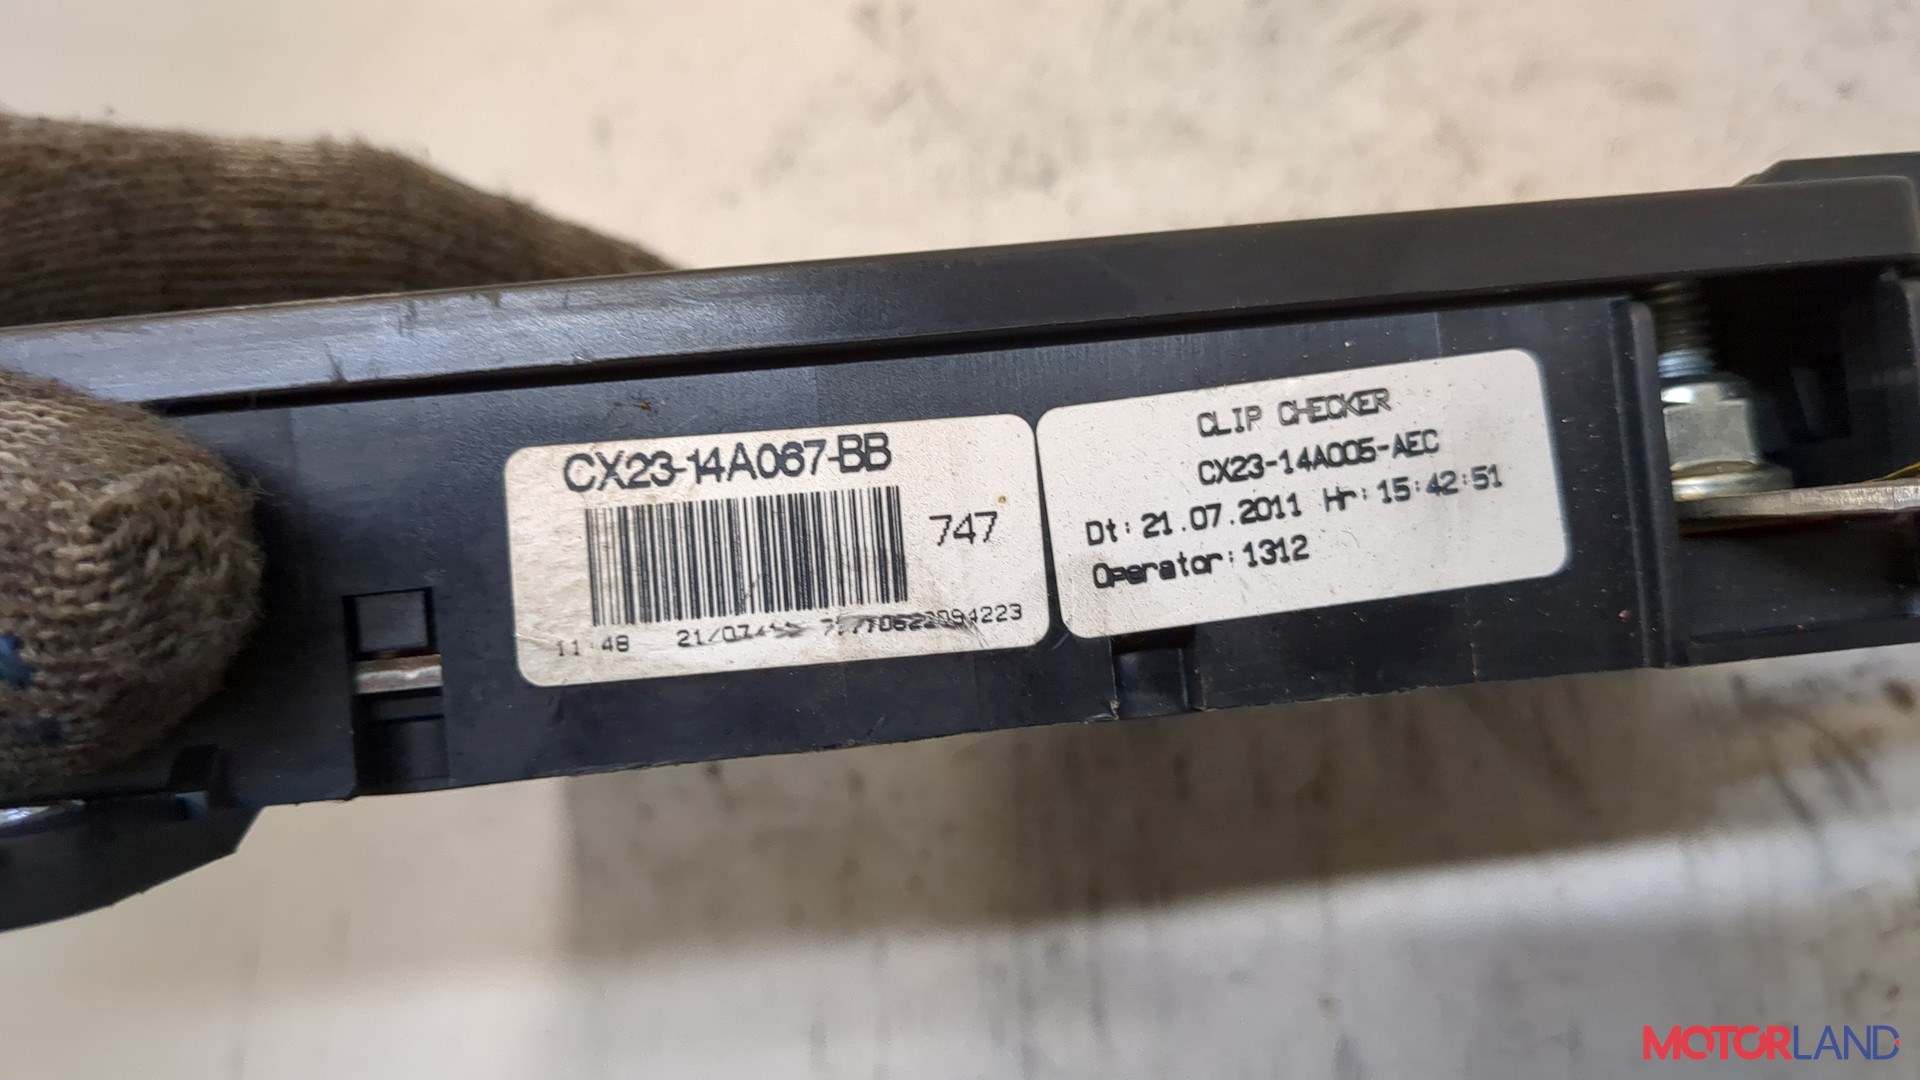 CX23-14A067-BB
747
11:48 21/07
CLIP CHECKER
CX23-14A005-AEC
Dt: 21.07.2011 Hr: 15:42:51
Operator: 1312
MOTORLAND